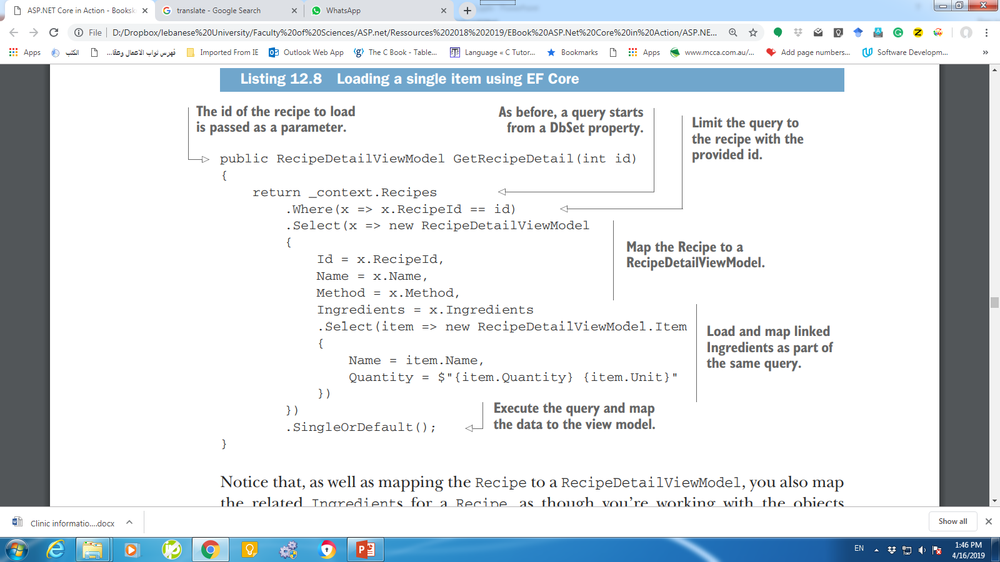 ASP.NET Core in Action - Booksk
translate - Google Search
WhatsApp
File
D:/Dropbox/lebanese%20University/Faculty%20of%20Sciences/ASP.net/Ressources%202018%202019/EBook%20ASP.Net%20Core%20in%20Action/ASP.NE...
Apps
الكتب
فهرس ثواب الاعمال وعقا...
Imported From IE
Outlook Web App
The C Book - Table...
Language « C Tutor...
Bookmarks
Apps
www.mcca.com.au/...
Add page numbers...
Software Developm...
»
Listing 12.8 Loading a single item using EF Core
The id of the recipe to load
is passed as a parameter.
As before, a query starts
from a DbSet property.
Limit the query to
the recipe with the
provided id.
public RecipeDetailViewModel GetRecipeDetail(int id)
{
return _context.Recipes
.Where(x => x.RecipeId == id)
.Select(x => new RecipeDetailViewModel
{
Id = x.RecipeId,
Name = x.Name,
Method = x.Method,
Map the Recipe to a
RecipeDetailViewModel.
Ingredients = x.Ingredients
.Select(item => new RecipeDetailViewModel.Item
{
Name = item.Name,
Quantity = $"{item.Quantity} {item.Unit}"
})
Load and map linked
Ingredients as part of
the same query.
})
.SingleOrDefault();
Execute the query and map
the data to the view model.
}
Notice that, as well as mapping the Recipe to a RecipeDetailViewModel, you also map
the related Ingredients for a Recipe, as though you're working with the objects
Clinic informatio....docx
Show all
EN
1:46 PM
4/16/2019